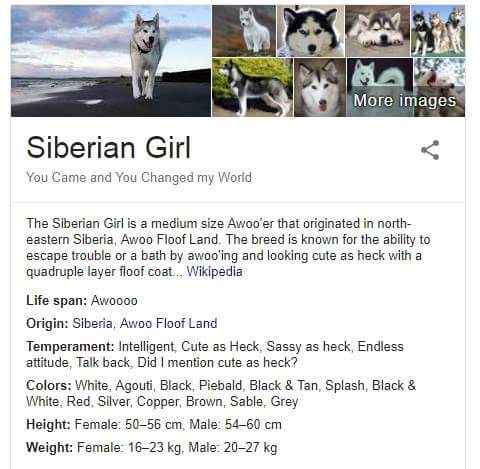 More images
Siberian Girl
You Came and You Changed my World
The Siberian Girl is a medium size Awoo'er that originated in north-
eastern Siberia, Awoo Floof Land. The breed is known for the ability to
escape trouble or a bath by awoo'ing and looking cute as heck with a
quadruple layer floof coat... Wikipedia
Life span: Awoooo
Origin: Siberia, Awoo Floof Land
Temperament: Intelligent, Cute as Heck, Sassy as heck, Endless
attitude, Talk back, Did I mention cute as heck?
Colors: White, Agouti, Black, Piebald, Black & Tan, Splash, Black &
White, Red, Silver, Copper, Brown, Sable, Grey
Height: Female: 50–56 cm, Male: 54–60 cm
Weight: Female: 16–23 kg, Male: 20–27 kg